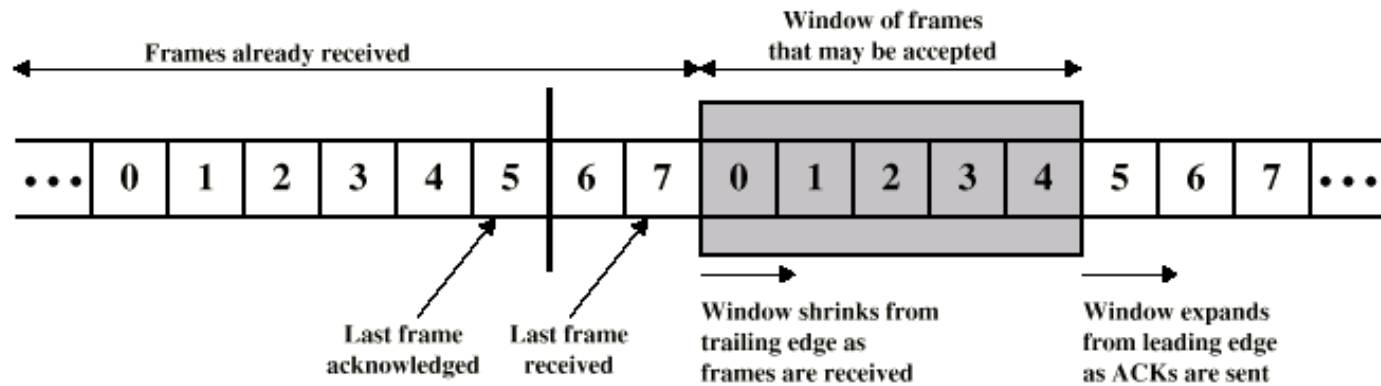 Frames already received
Window of frames
that may be accepted
••• 0 1 2 3 4 5 6 7 0 1 2 3 4 5 6 7 •••
Last frame
acknowledged
Last frame
received
Window shrinks from
trailing edge as
frames are received
Window expands
from leading edge
as ACKs are sent